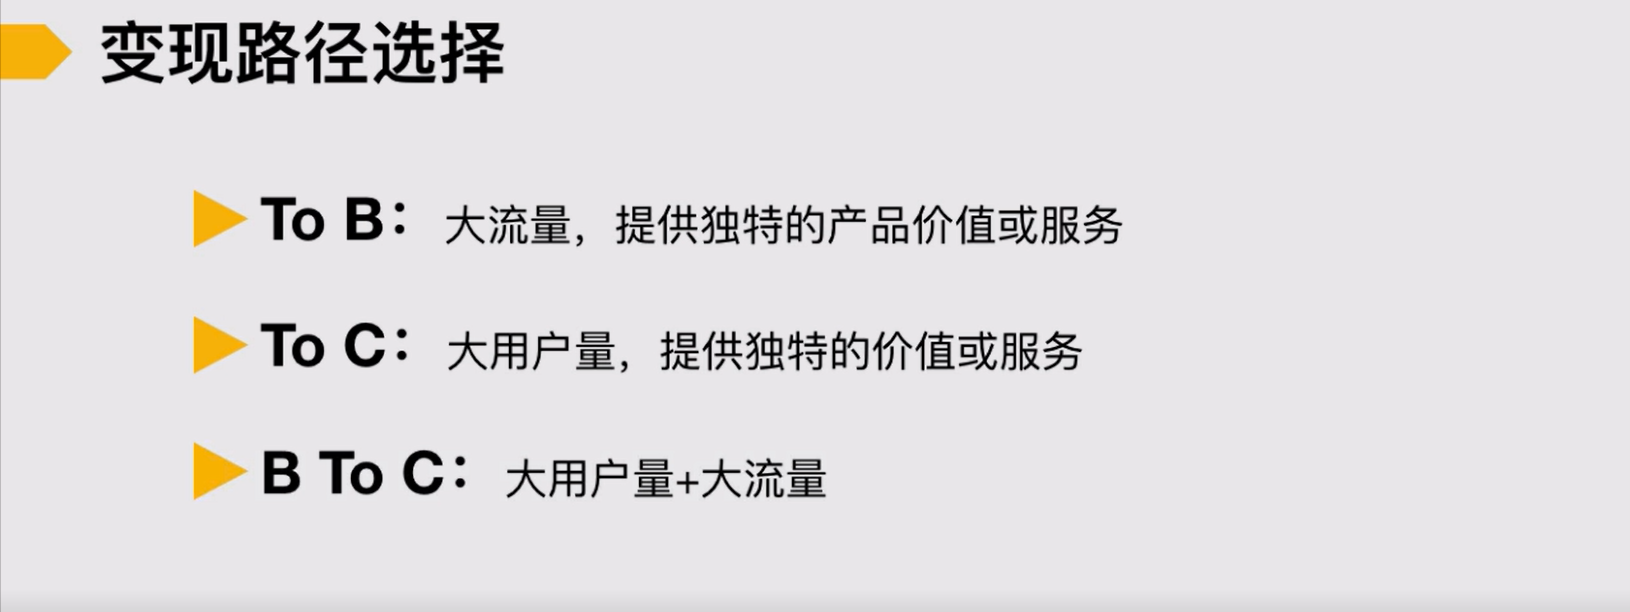 变现路径选择
To B：大流量，提供独特的产品价值或服务
To C：大用户量，提供独特的价值或服务
B To C：大用户量+大流量